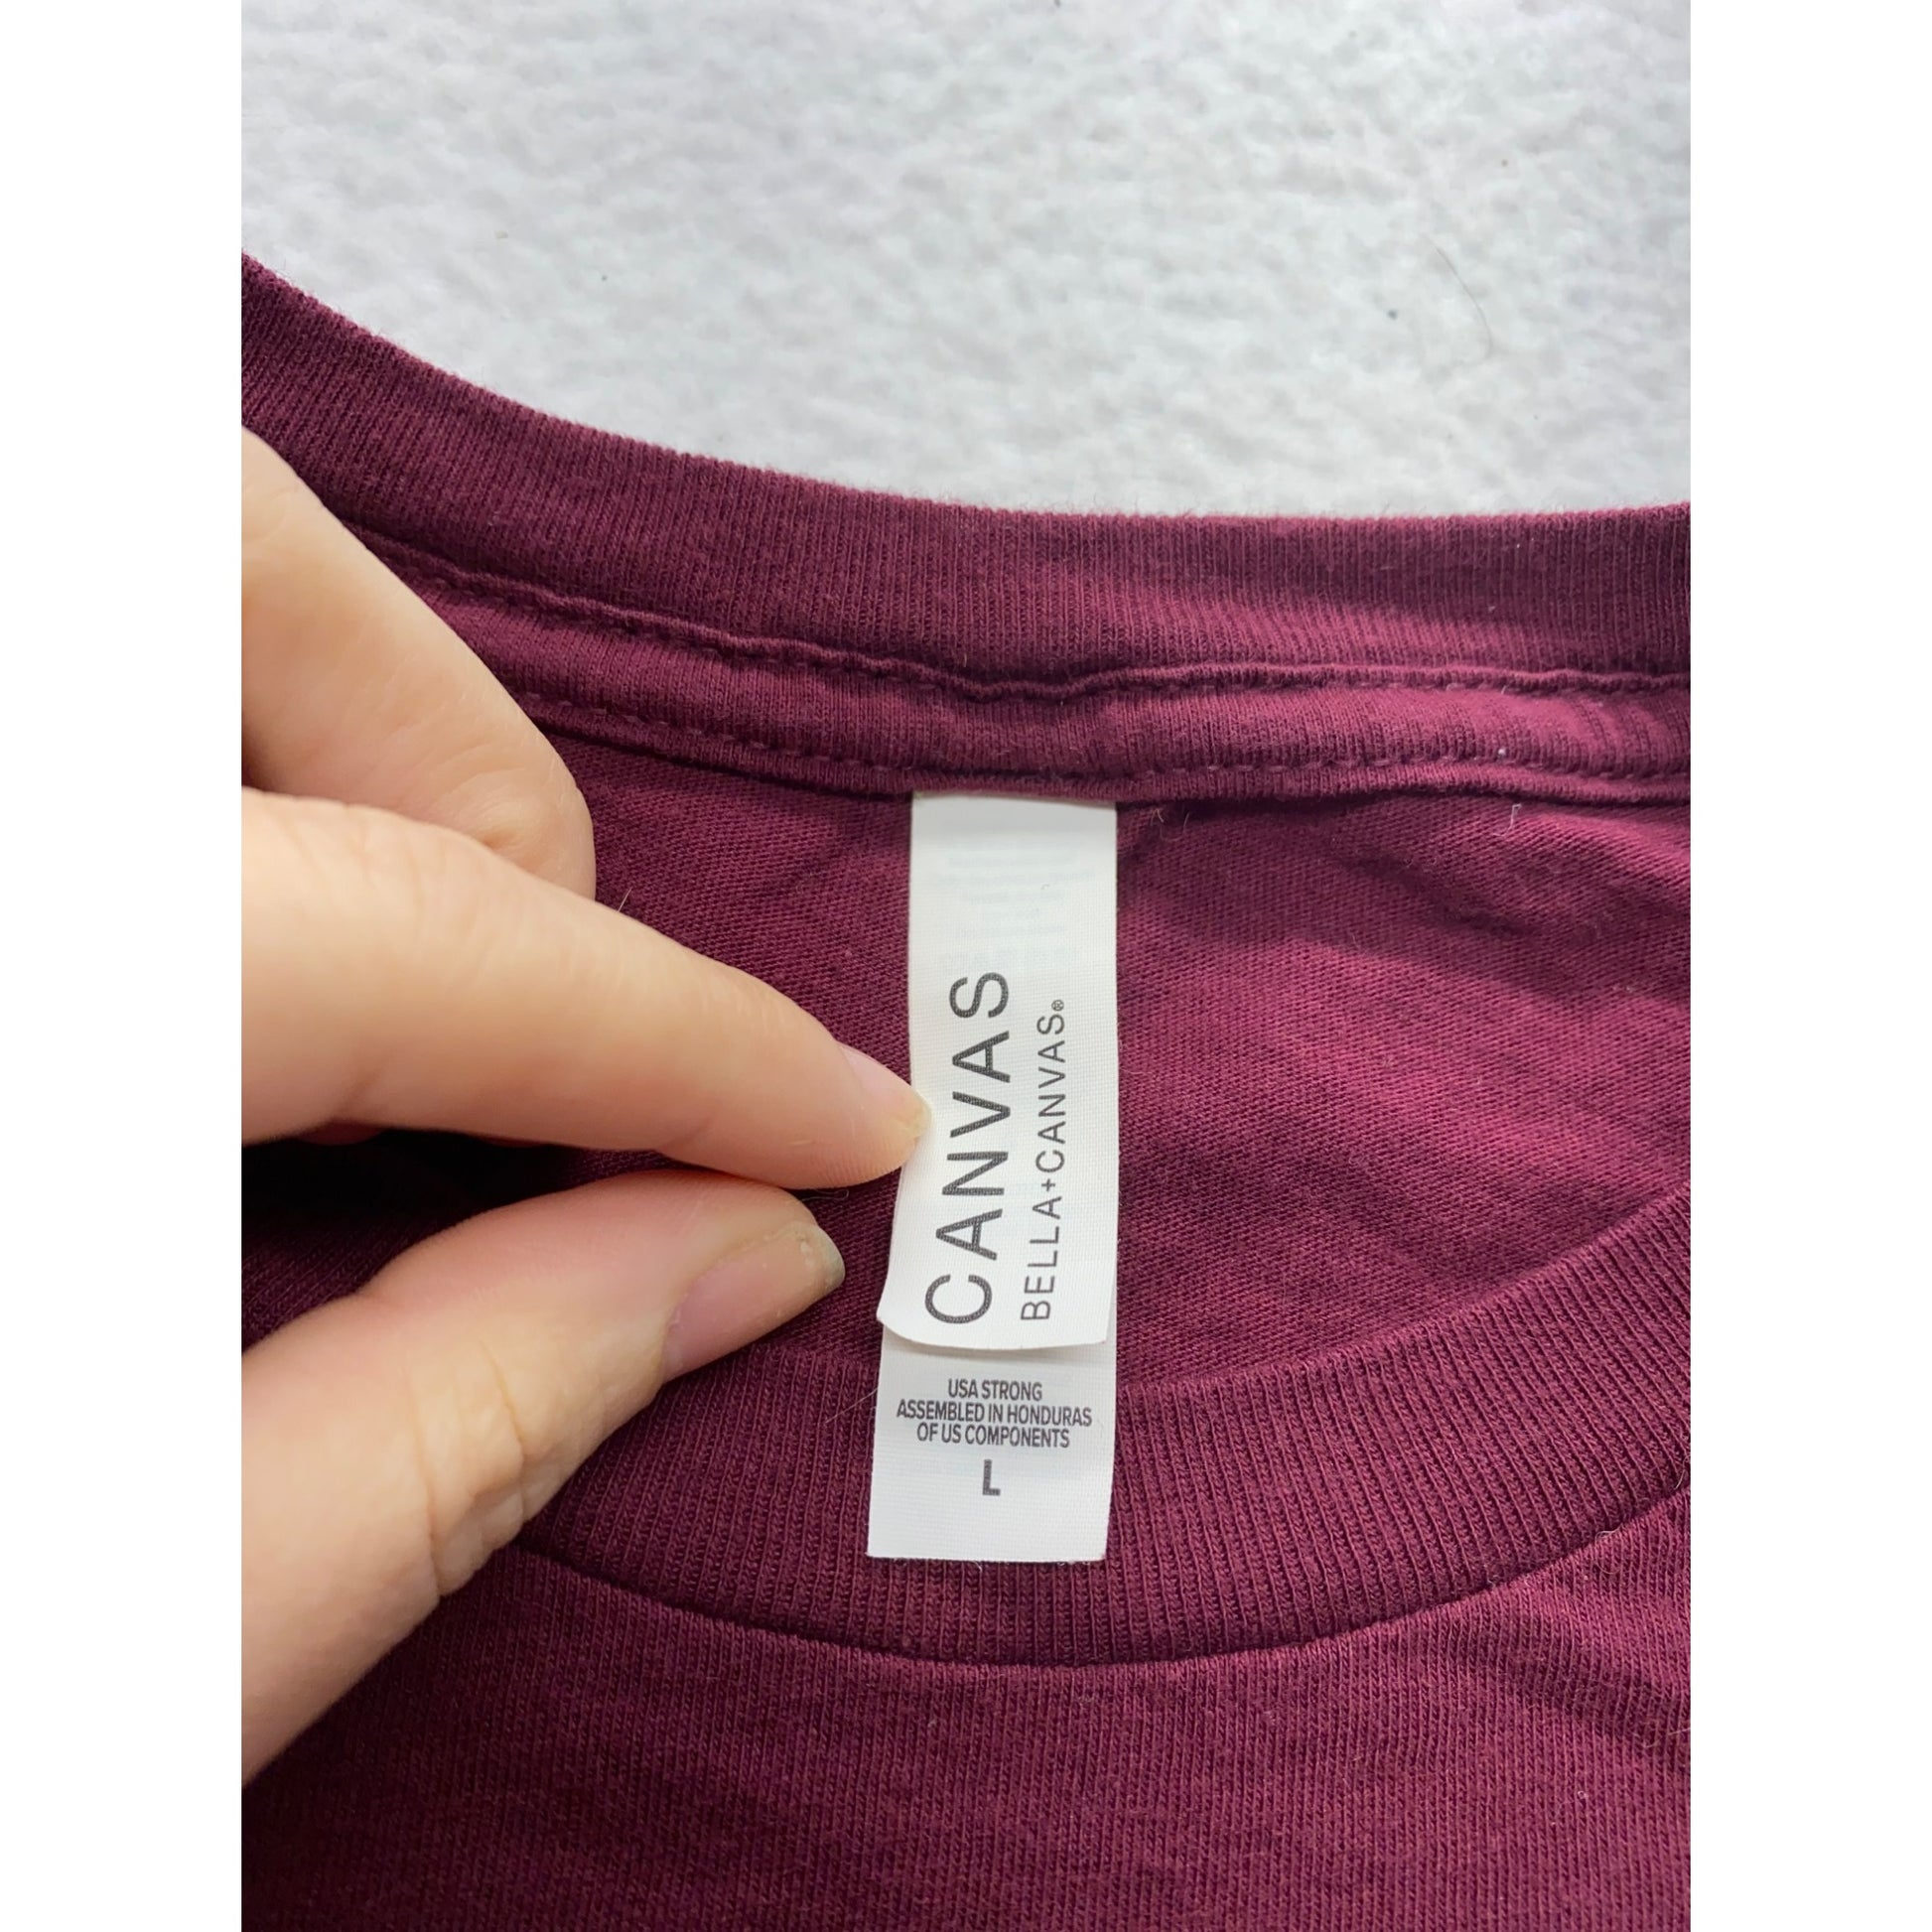 CANVAS
BELLA+CANVAS®
USA STRONG
ASSEMBLED IN HONDURAS
OF US COMPONENTS
L